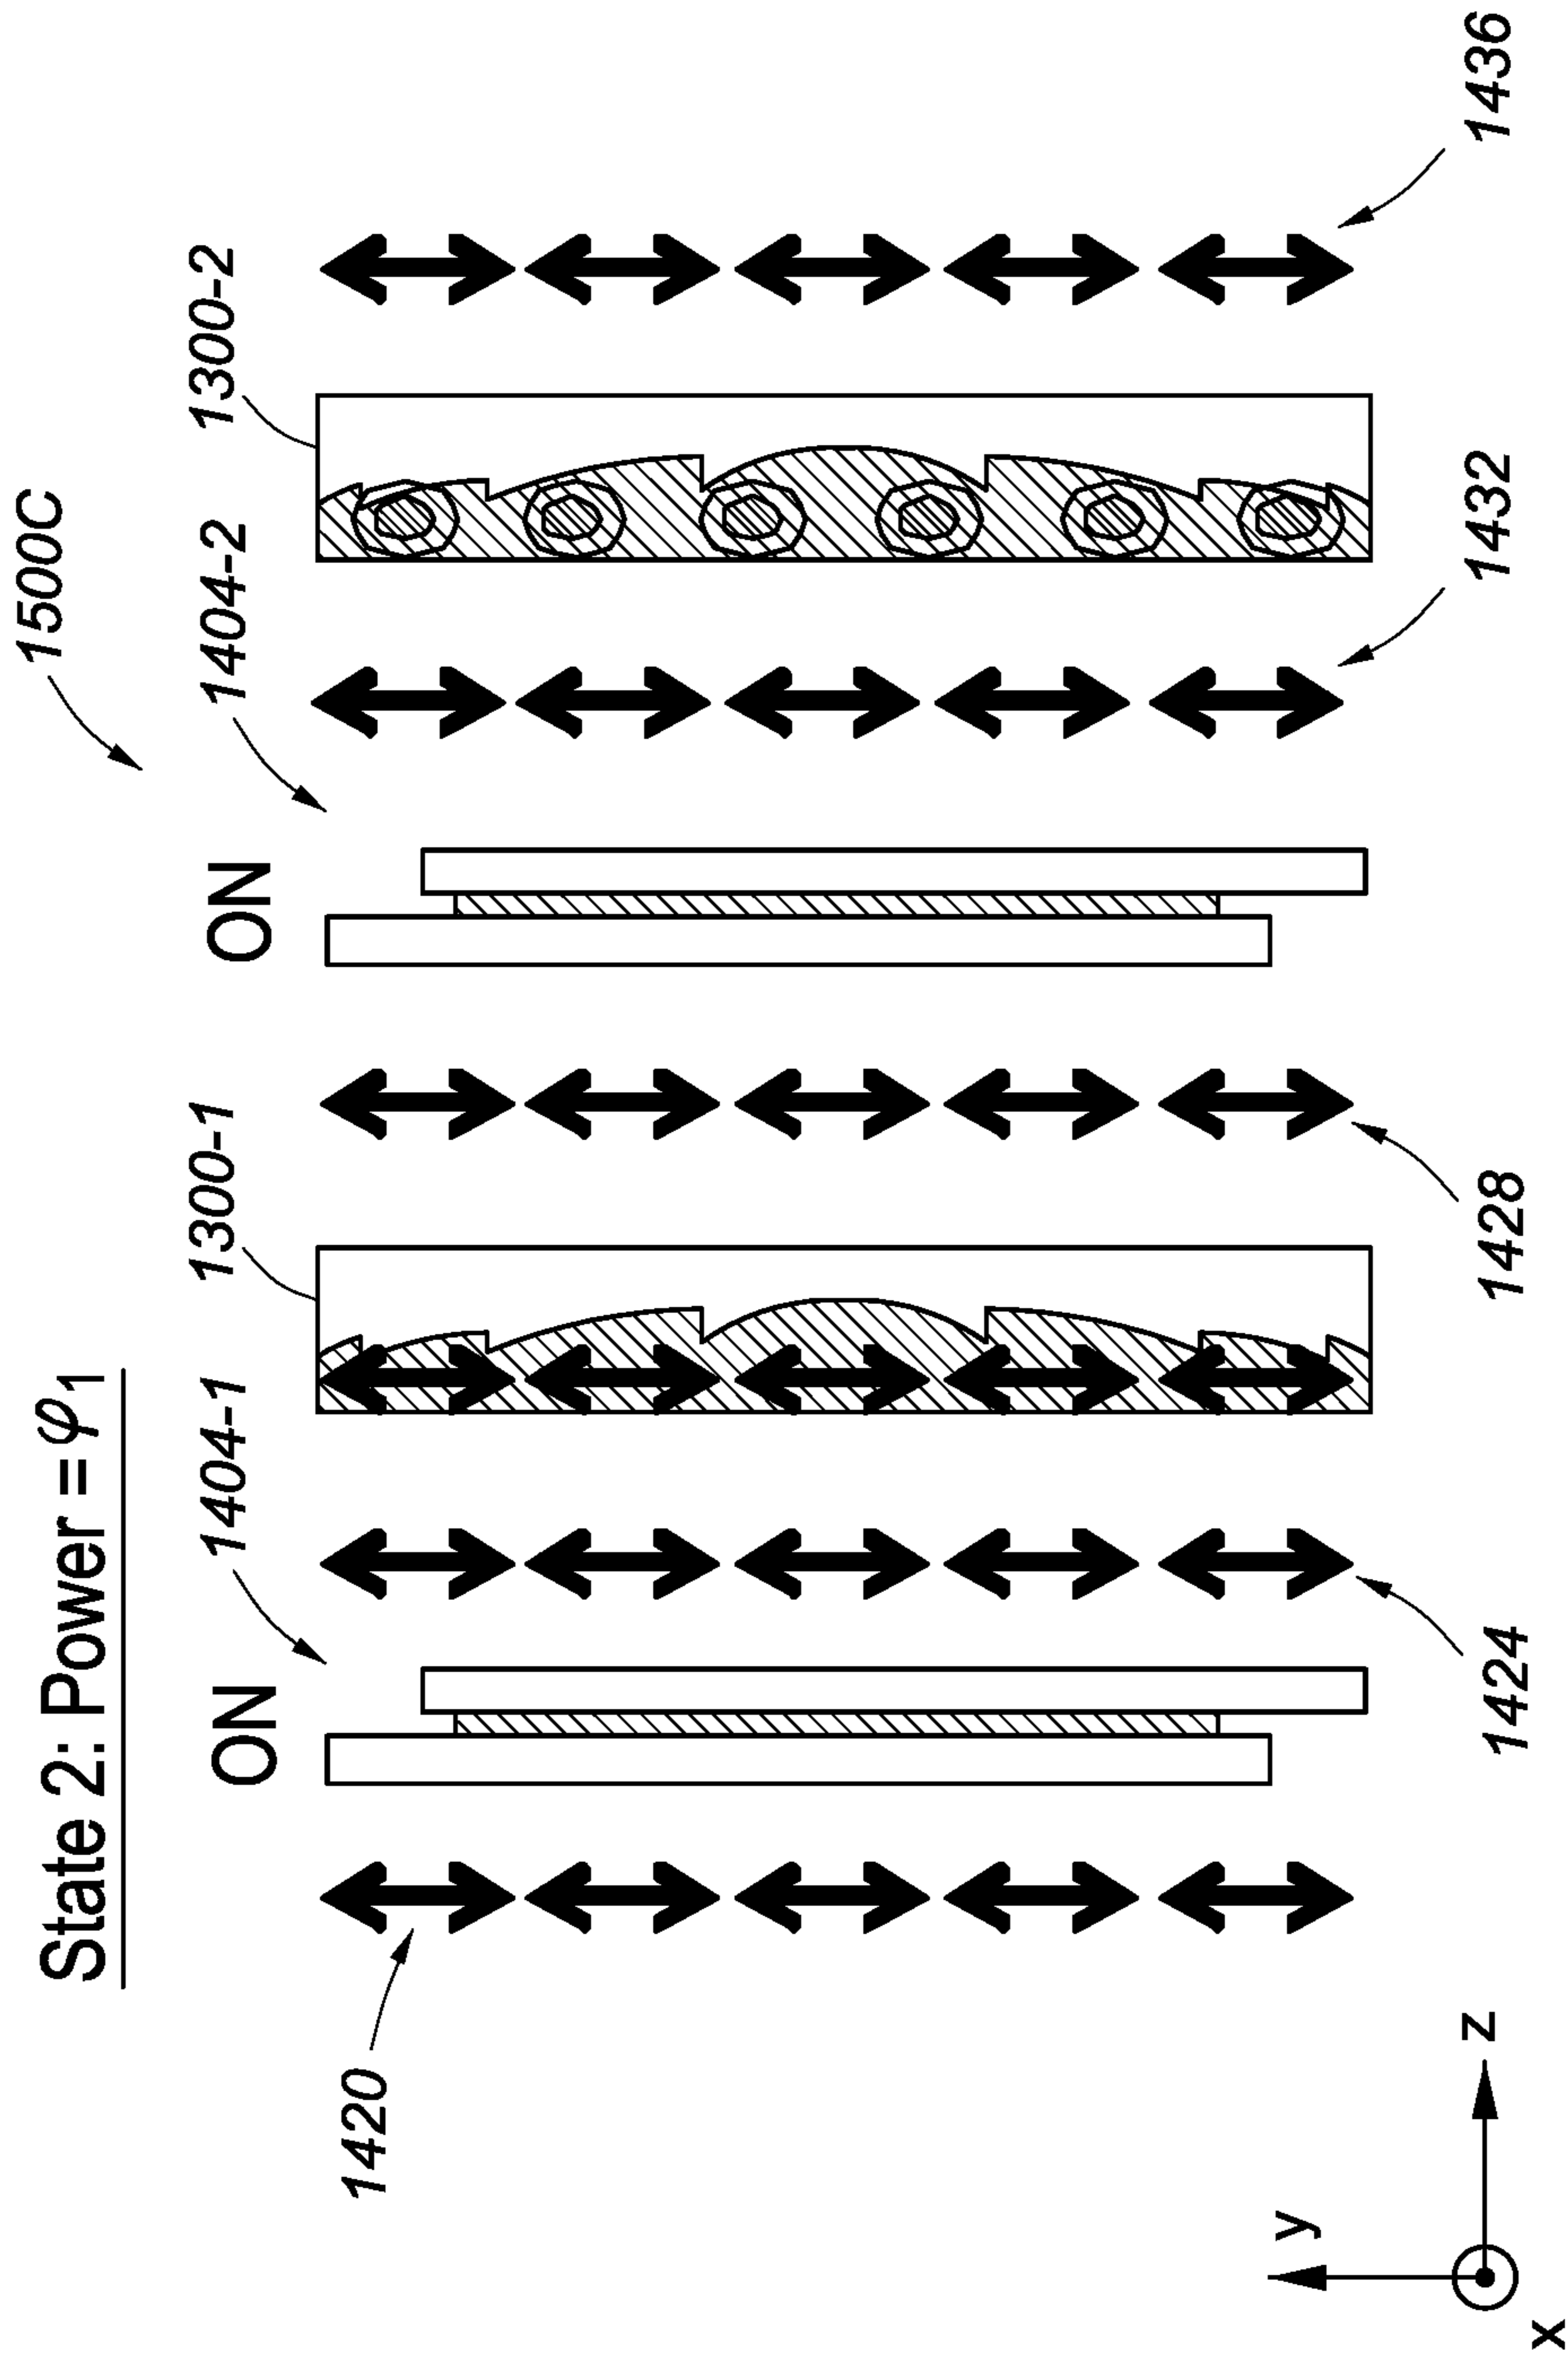 State 2: Power = φ1
1500C
ON
ON
1404-1
1300-1
1404-2
1300-2
1420
1424
1428
1432
1436
y
z
x